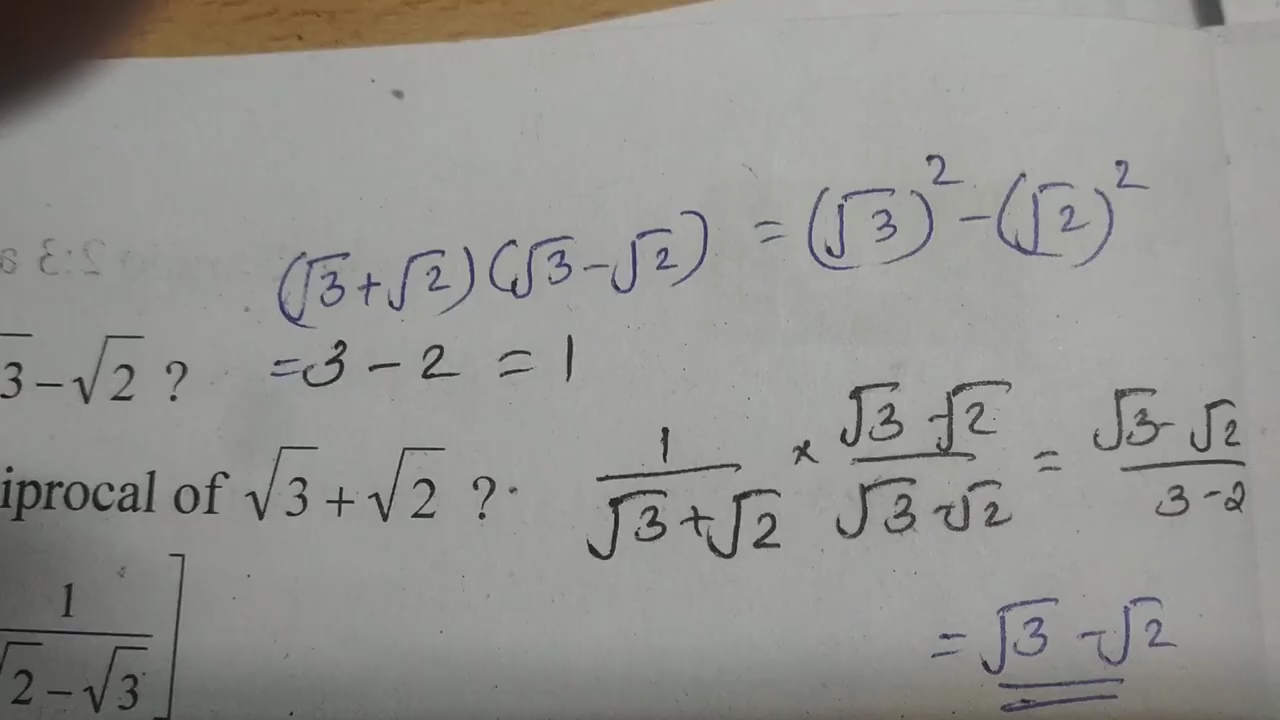 (√3+√2)(√3-√2) = (√3)² - (√2)²
3 - √2 ?
= 3 - 2 = 1
iprocal of √3 + √2 ?
1/(√3+√2) × (√3-√2)/(√3-√2) = (√3-√2)/(3-2)
= √3 - √2
1/(√2 - √3) ]